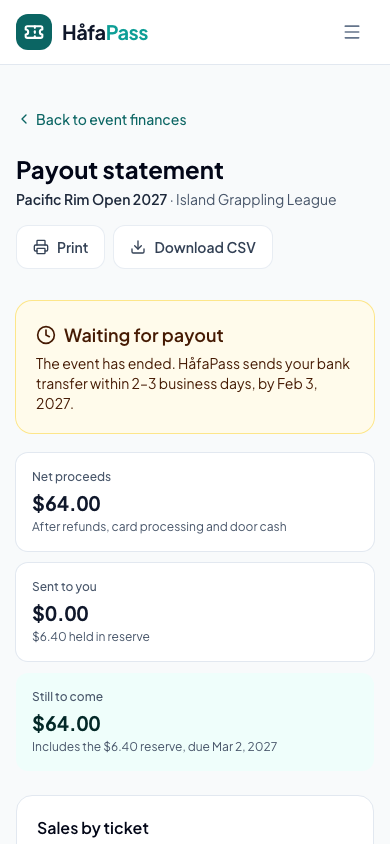 HåfaPass
Back to event finances
Payout statement
Pacific Rim Open 2027 · Island Grappling League
Print
Download CSV
Waiting for payout
The event has ended. HåfaPass sends your bank
transfer within 2–3 business days, by Feb 3,
2027.
Net proceeds
$64.00
After refunds, card processing and door cash
Sent to you
$0.00
$6.40 held in reserve
Still to come
$64.00
Includes the $6.40 reserve, due Mar 2, 2027
Sales by ticket